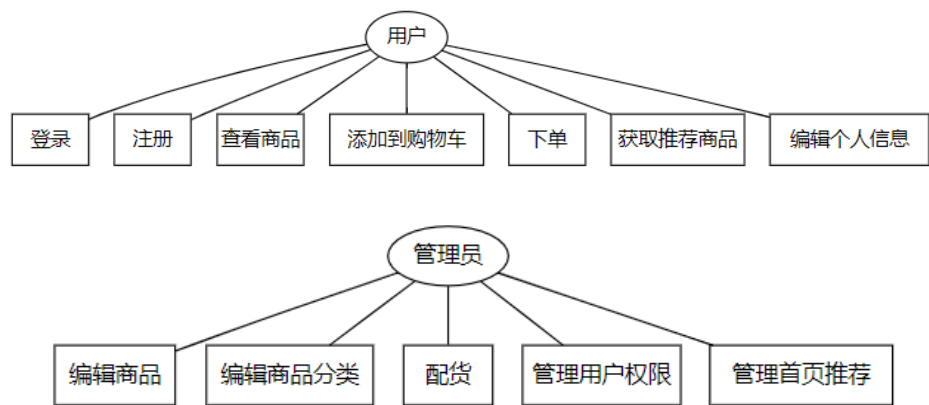 用户
登录
注册
查看商品
添加到购物车
下单
获取推荐商品
编辑个人信息
管理员
编辑商品
编辑商品分类
配货
管理用户权限
管理首页推荐